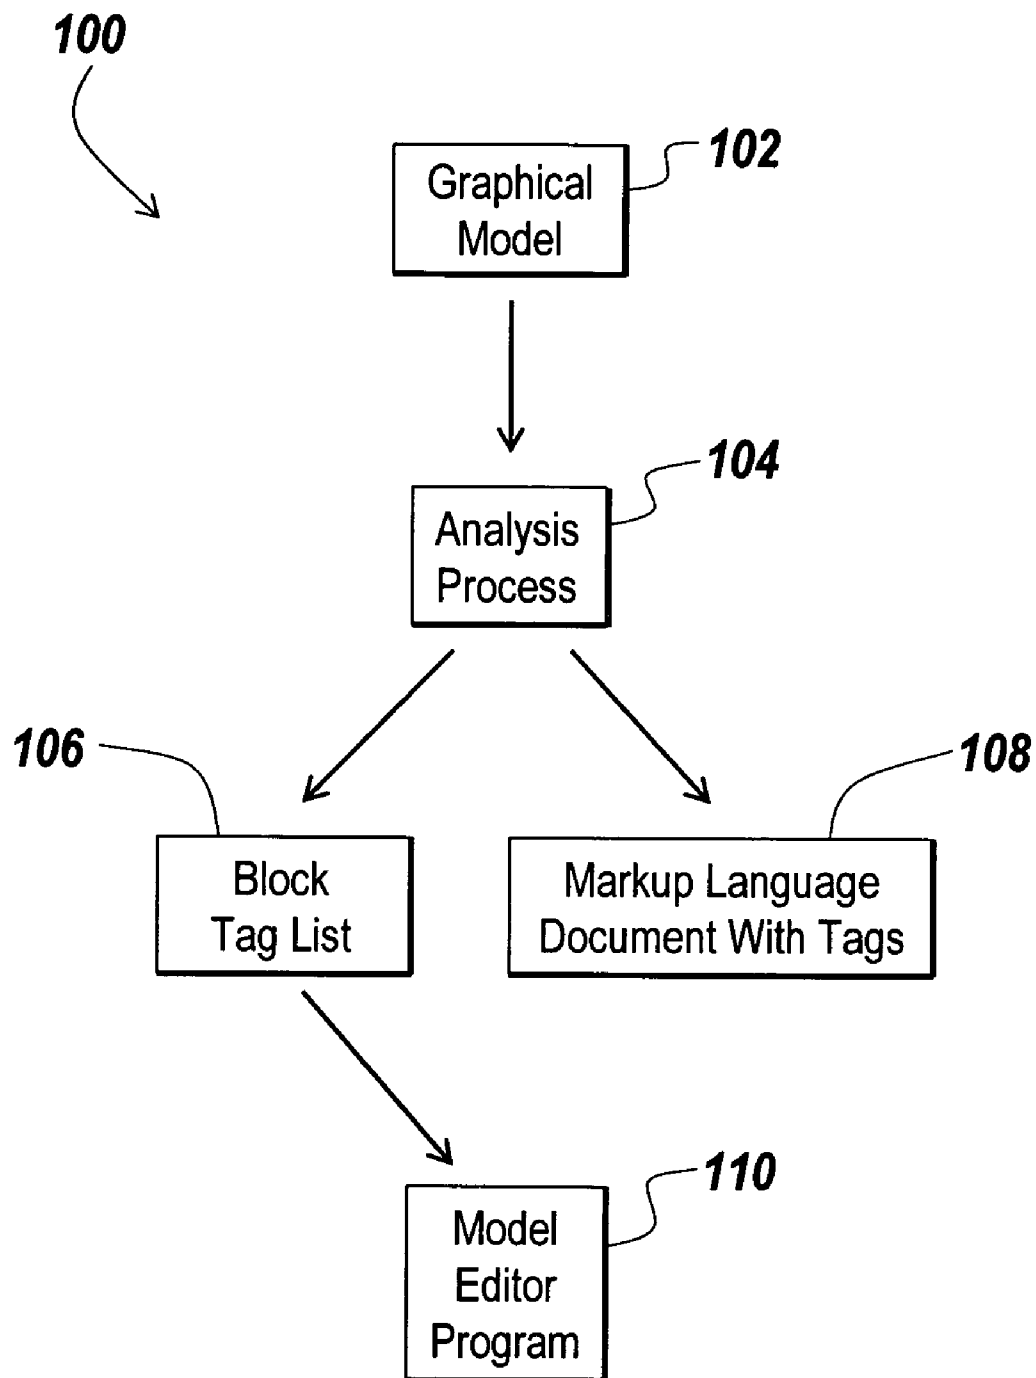 100
102
Graphical
Model
104
Analysis
Process
106
108
Block
Tag List
Markup Language
Document With Tags
110
Model
Editor
Program